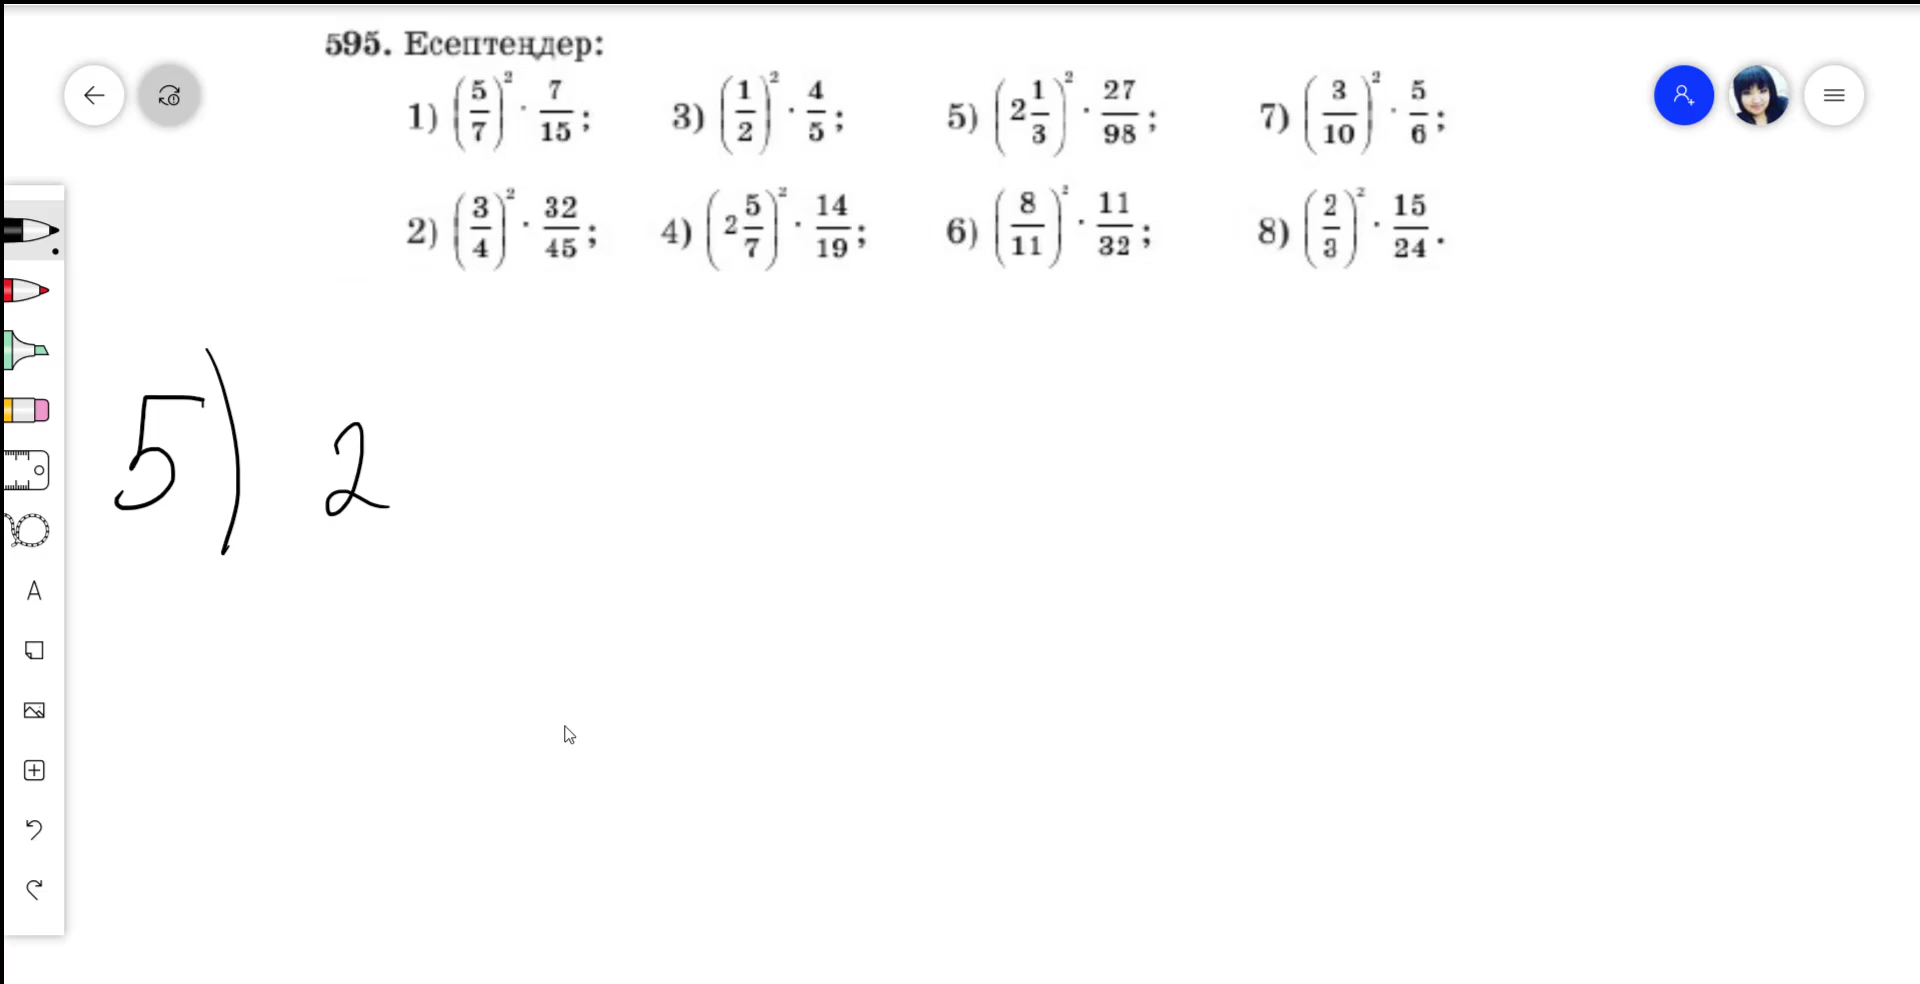 595. Есептеңдер:
1) (5/7)² · 7/15; 3) (1/2)² · 4/5; 5) (2 1/3)² · 27/98; 7) (3/10)² · 5/6;
2) (3/4)² · 32/45; 4) (2 5/7)² · 14/19; 6) (8/11)² · 11/32; 8) (2/3)² · 15/24.
5) 2
A